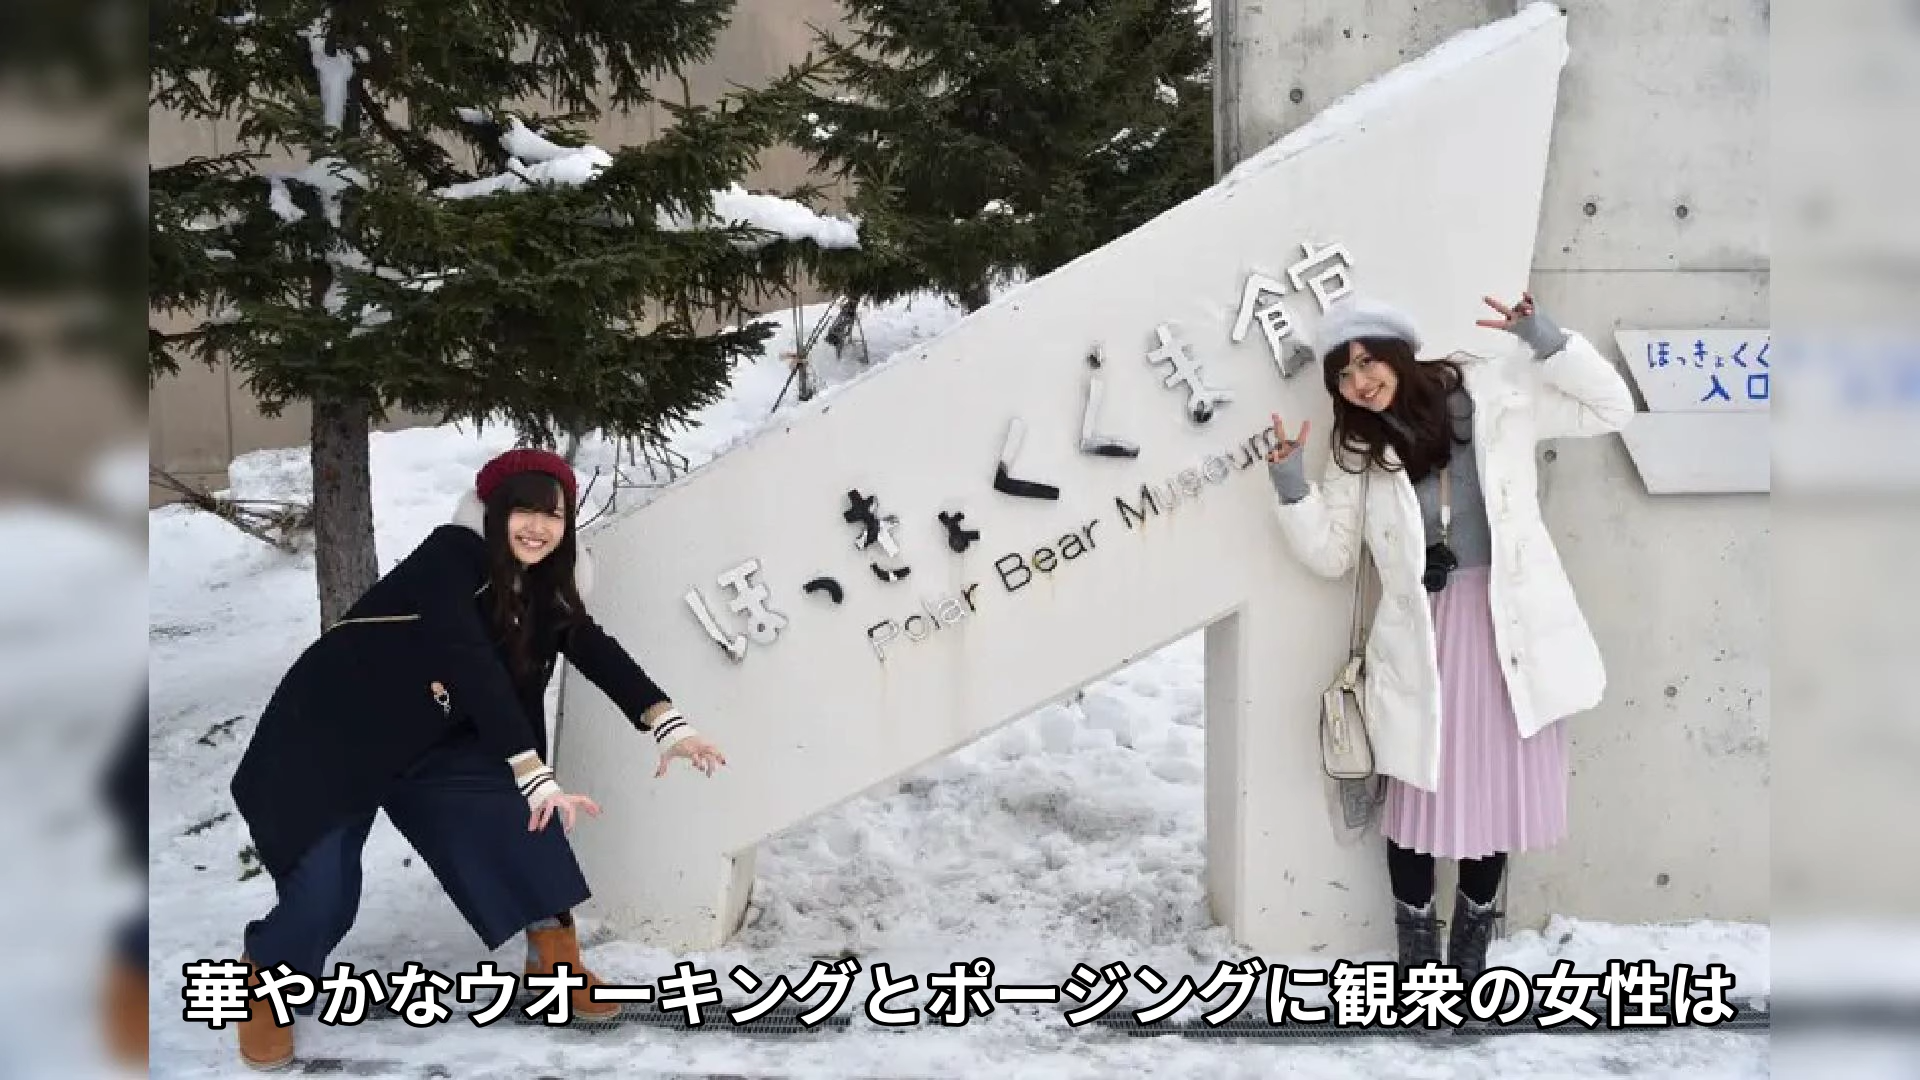 ほっきょくくま館
Polar Bear Museum
ほっきょくく
入口
華やかなウオーキングとポージングに観衆の女性は